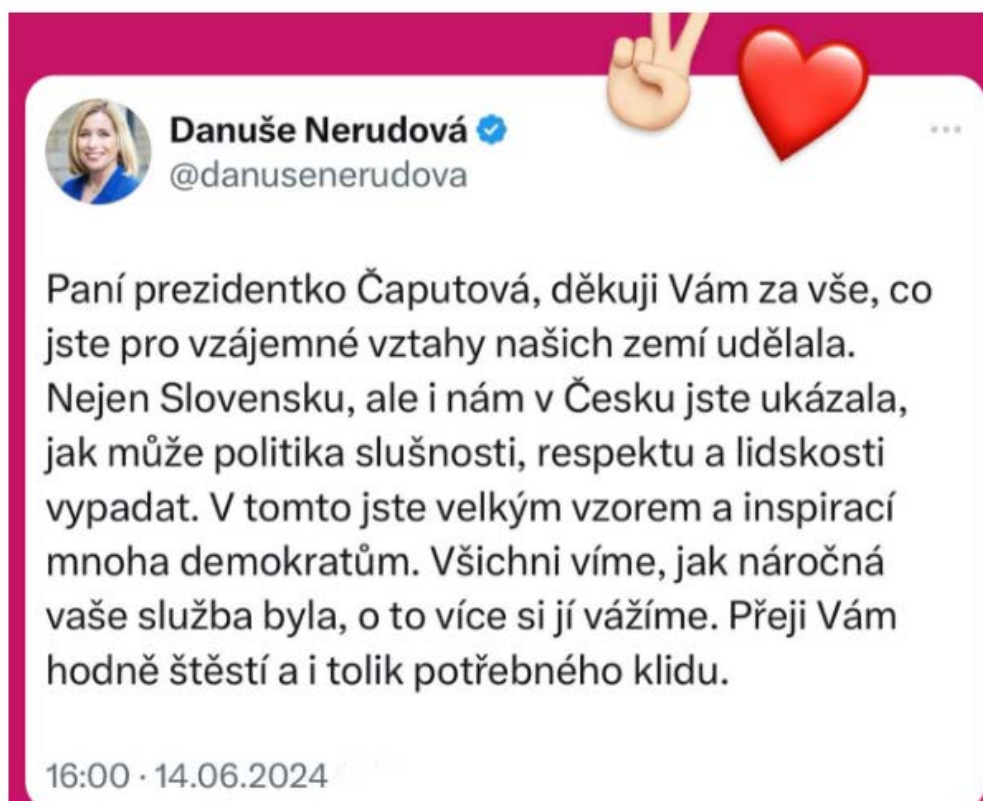 Danuše Nerudová
@danusenerudova
Paní prezidentko Čaputová, děkuji Vám za vše, co
jste pro vzájemné vztahy našich zemí udělala.
Nejen Slovensku, ale i nám v Česku jste ukázala,
jak může politika slušnosti, respektu a lidskosti
vypadat. V tomto jste velkým vzorem a inspirací
mnoha demokratům. Všichni víme, jak náročná
vaše služba byla, o to více si jí vážíme. Přeji Vám
hodně štěstí a i tolik potřebného klidu.
16:00 · 14.06.2024